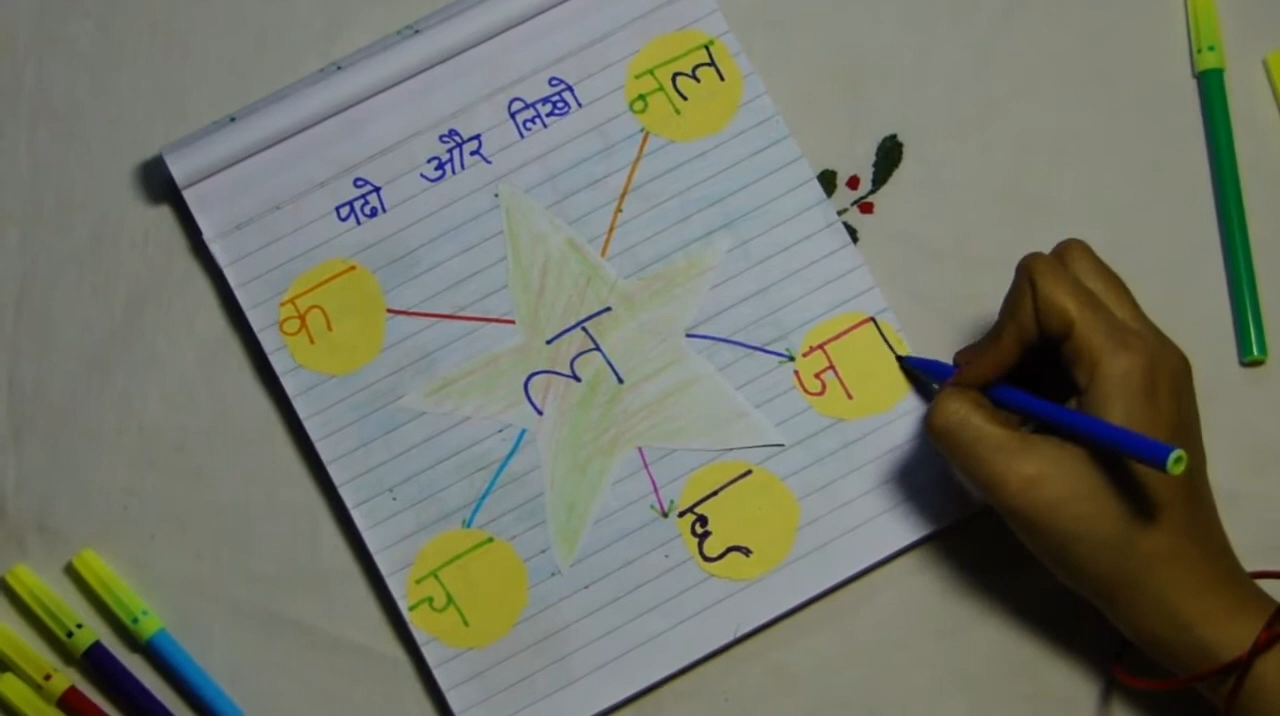 पढो और लिखो
नल
क
ल
ज
च
ह